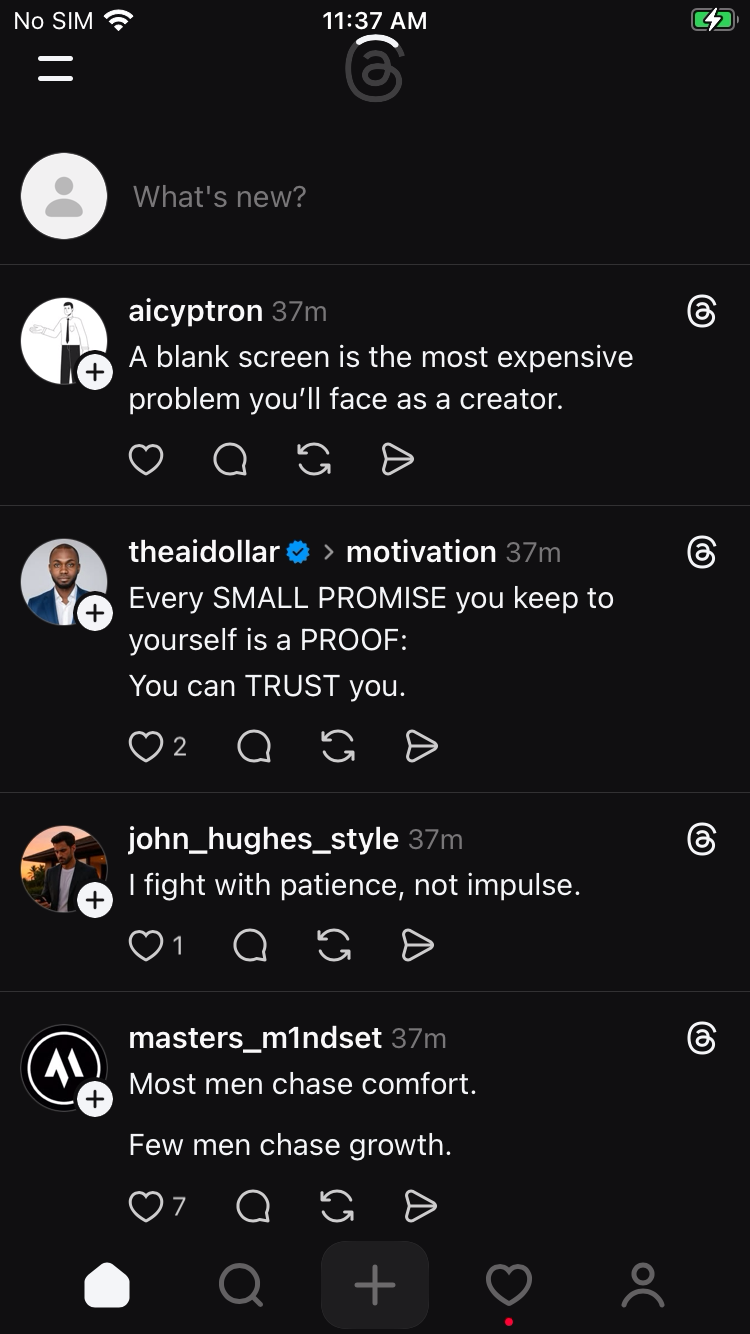 No SIM 11:37 AM
What's new?
aicyptron 37m
A blank screen is the most expensive
problem you’ll face as a creator.
theaidollar > motivation 37m
Every SMALL PROMISE you keep to
yourself is a PROOF:
You can TRUST you.
2
john_hughes_style 37m
I fight with patience, not impulse.
1
masters_m1ndset 37m
Most men chase comfort.
Few men chase growth.
7